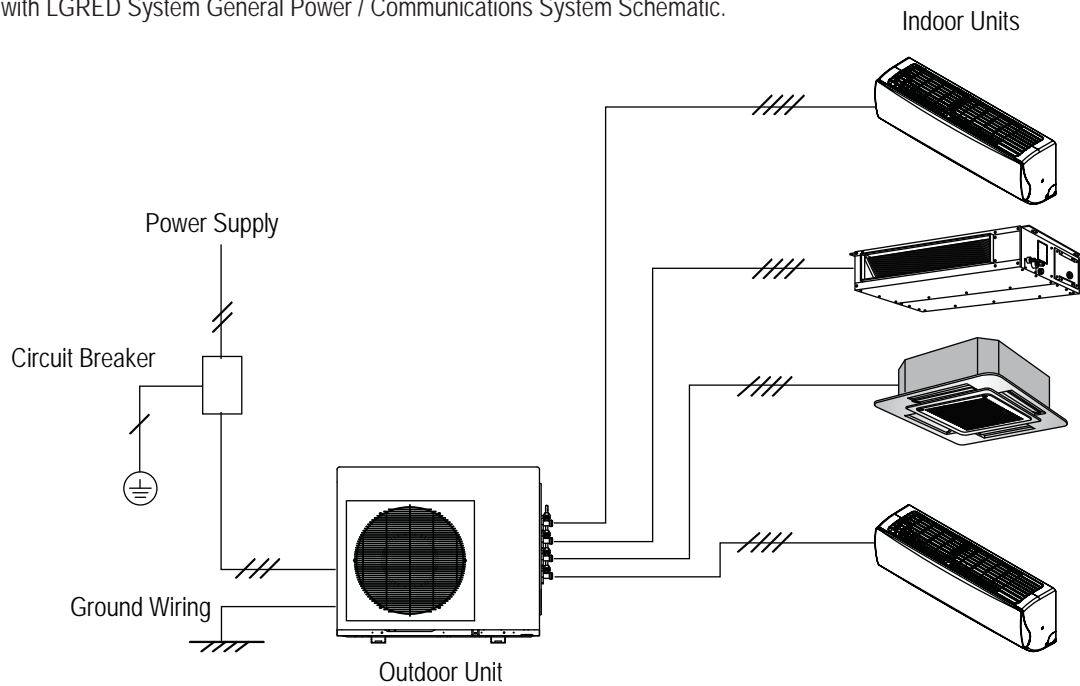 with LGRED System General Power / Communications System Schematic.
Indoor Units
Power Supply
Circuit Breaker
Ground Wiring
Outdoor Unit